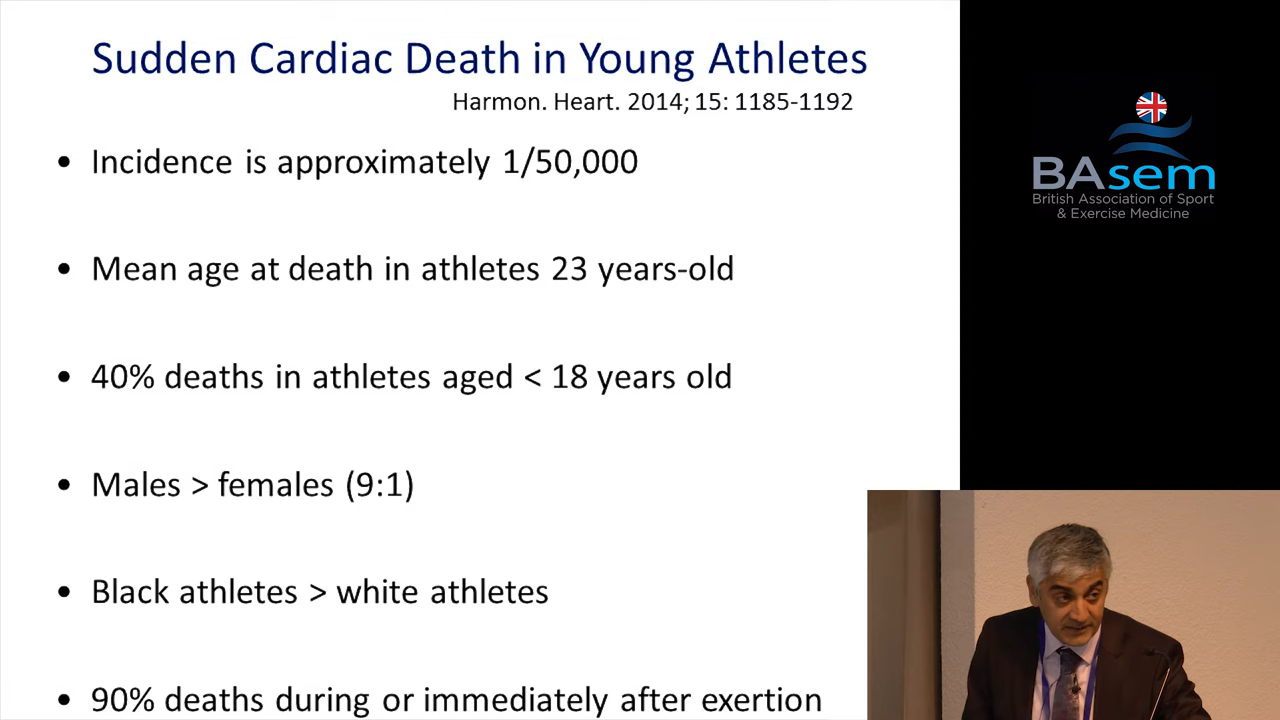 Sudden Cardiac Death in Young Athletes
Harmon. Heart. 2014; 15: 1185-1192
• Incidence is approximately 1/50,000
• Mean age at death in athletes 23 years-old
• 40% deaths in athletes aged < 18 years old
• Males > females (9:1)
• Black athletes > white athletes
• 90% deaths during or immediately after exertion
BAsem
British Association of Sport
& Exercise Medicine